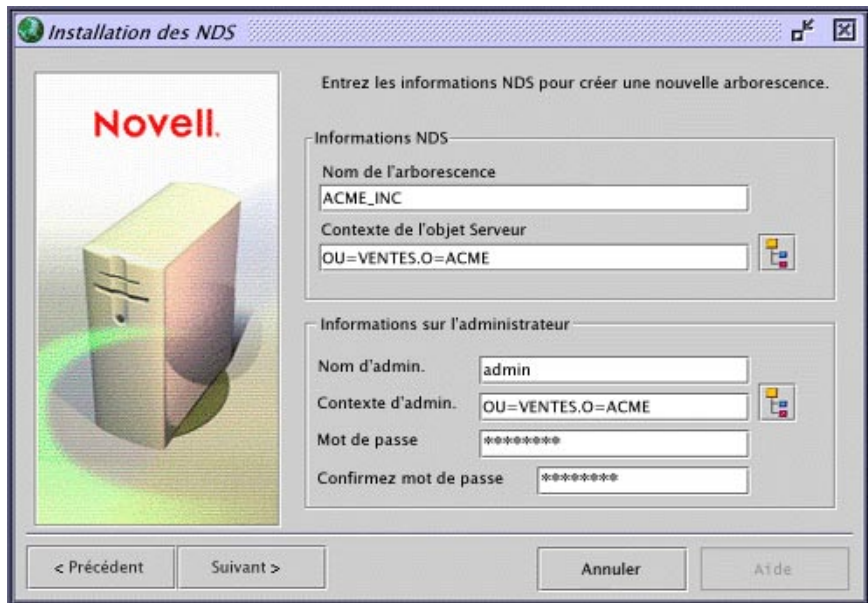 Installation des NDS
Novell.
Entrez les informations NDS pour créer une nouvelle arborescence.
Informations NDS
Nom de l'arborescence
ACME_INC
Contexte de l'objet Serveur
OU=VENTES.O=ACME
Informations sur l'administrateur
Nom d'admin. admin
Contexte d'admin. OU=VENTES.O=ACME
Mot de passe ********
Confirmez mot de passe ********
< Précédent Suivant > Annuler Aide